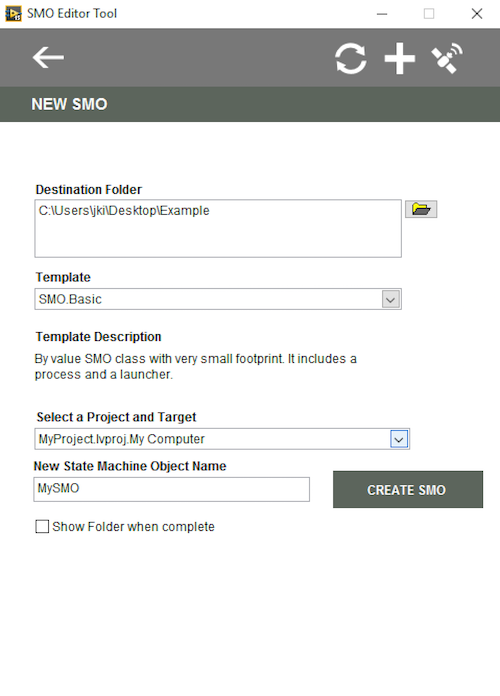 SMO Editor Tool
NEW SMO
Destination Folder
C:\Users\jki\Desktop\Example
Template
SMO.Basic
Template Description
By value SMO class with very small footprint. It includes a
process and a launcher.
Select a Project and Target
MyProject.lvproj.My Computer
New State Machine Object Name
MySMO
CREATE SMO
Show Folder when complete